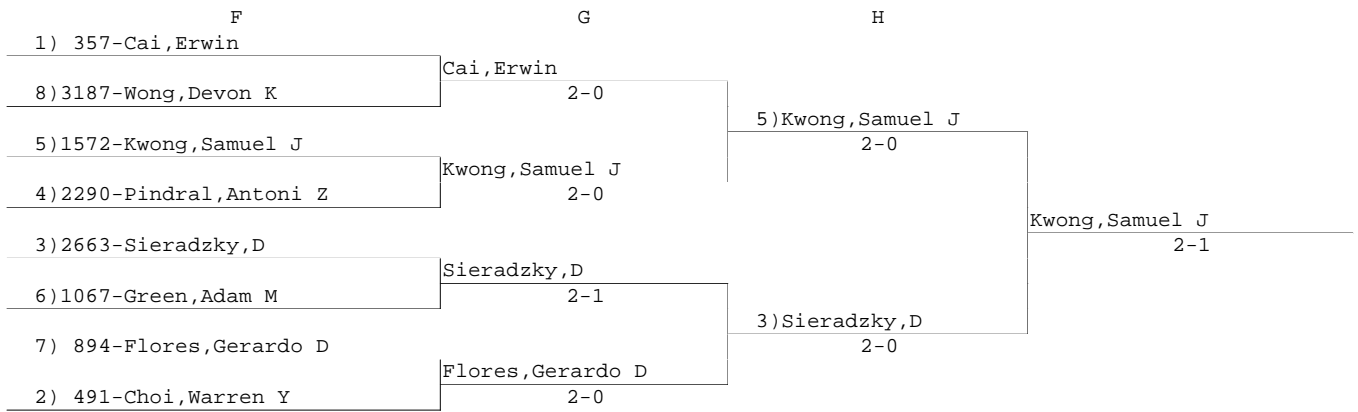 F G H
1) 357-Cai,Erwin
Cai,Erwin
8)3187-Wong,Devon K 2-0
5)Kwong,Samuel J
5)1572-Kwong,Samuel J 2-0
Kwong,Samuel J
4)2290-Pindral,Antoni Z 2-0
Kwong,Samuel J
3)2663-Sieradzky,D 2-1
Sieradzky,D
6)1067-Green,Adam M 2-1
3)Sieradzky,D
7) 894-Flores,Gerardo D 2-0
Flores,Gerardo D
2) 491-Choi,Warren Y 2-0